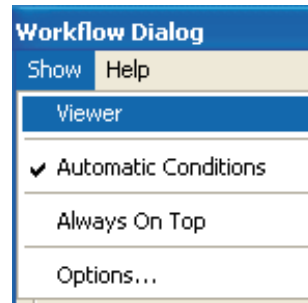 Workflow Dialog
Show Help
Viewer
Automatic Conditions
Always On Top
Options...